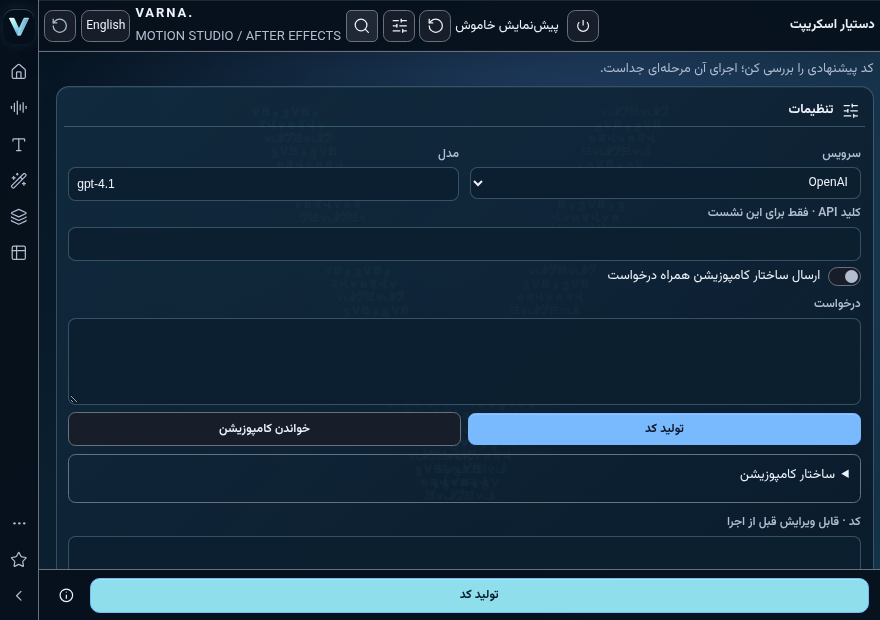 دستیار اسکریپت
پیش‌نمایش خاموش
VARNA.
MOTION STUDIO / AFTER EFFECTS
English
کد پیشنهادی را بررسی کن؛ اجرای آن مرحله‌ای جداست.
تنظیمات
سرویس
مدل
OpenAI
gpt-4.1
کلید API · فقط برای این نشست
ارسال ساختار کامپوزیشن همراه درخواست
درخواست
تولید کد
خواندن کامپوزیشن
ساختار کامپوزیشن
کد · قابل ویرایش قبل از اجرا
تولید کد